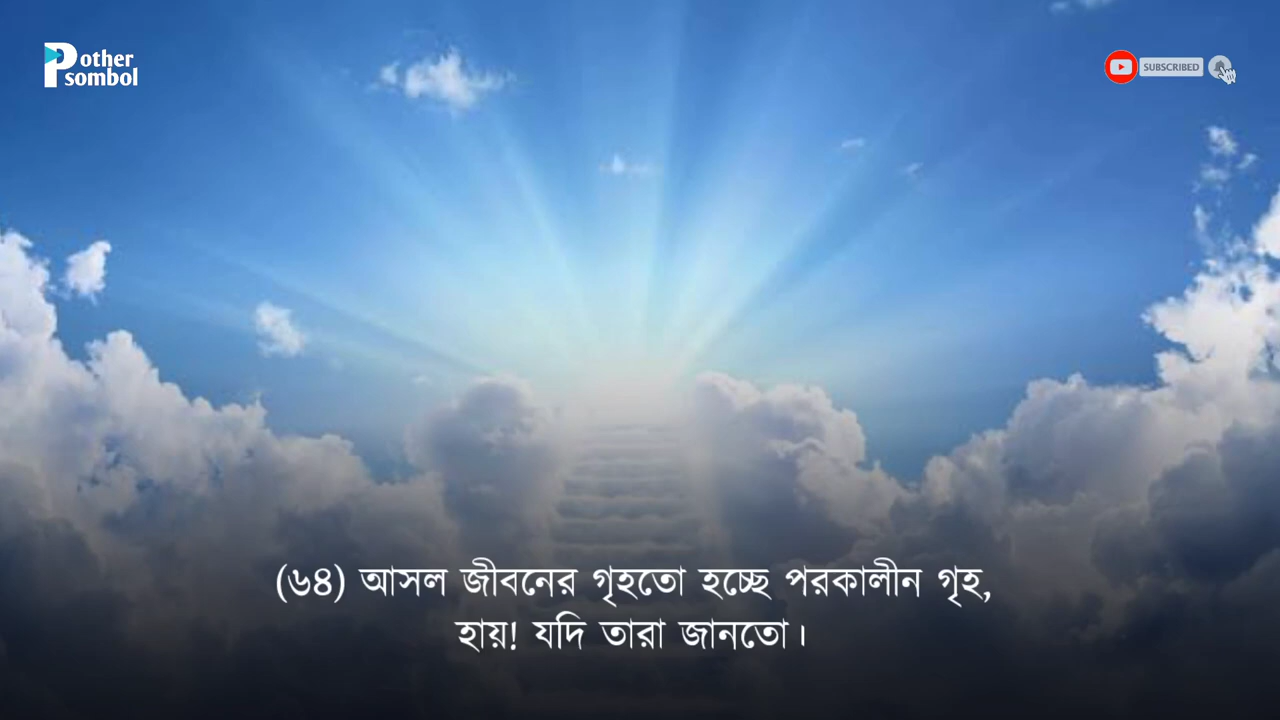 Pother
sombol
SUBSCRIBED
(৬৪) আসল জীবনের গৃহতো হচ্ছে পরকালীন গৃহ,
হায়! যদি তারা জানতো।